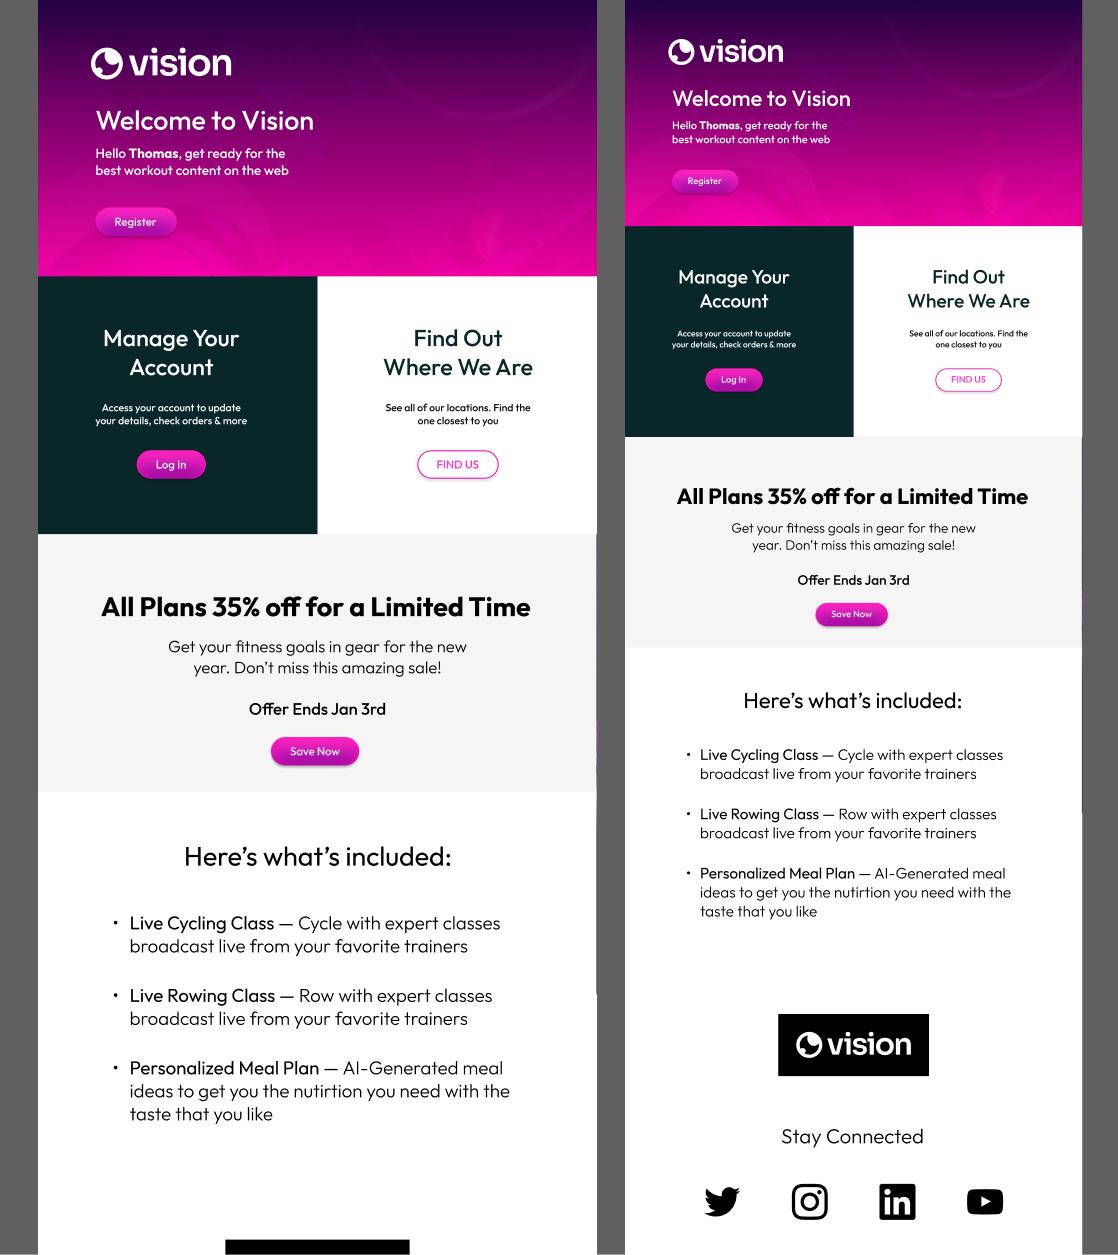 vision
Welcome to Vision
Hello Thomas, get ready for the
best workout content on the web
Register
Manage Your
Account
Access your account to update
your details, check orders & more
Log In
Find Out
Where We Are
See all of our locations. Find the
one closest to you
FIND US
All Plans 35% off for a Limited Time
Get your fitness goals in gear for the new
year. Don't miss this amazing sale!
Offer Ends Jan 3rd
Save Now
Here's what's included:
• Live Cycling Class — Cycle with expert classes
broadcast live from your favorite trainers
• Live Rowing Class — Row with expert classes
broadcast live from your favorite trainers
• Personalized Meal Plan — AI-Generated meal
ideas to get you the nutirtion you need with the
taste that you like
vision
Welcome to Vision
Hello Thomas, get ready for the
best workout content on the web
Register
Manage Your
Account
Access your account to update
your details, check orders & more
Log In
Find Out
Where We Are
See all of our locations. Find the
one closest to you
FIND US
All Plans 35% off for a Limited Time
Get your fitness goals in gear for the new
year. Don't miss this amazing sale!
Offer Ends Jan 3rd
Save Now
Here's what's included:
• Live Cycling Class — Cycle with expert classes
broadcast live from your favorite trainers
• Live Rowing Class — Row with expert classes
broadcast live from your favorite trainers
• Personalized Meal Plan — AI-Generated meal
ideas to get you the nutirtion you need with the
taste that you like
vision
Stay Connected
in